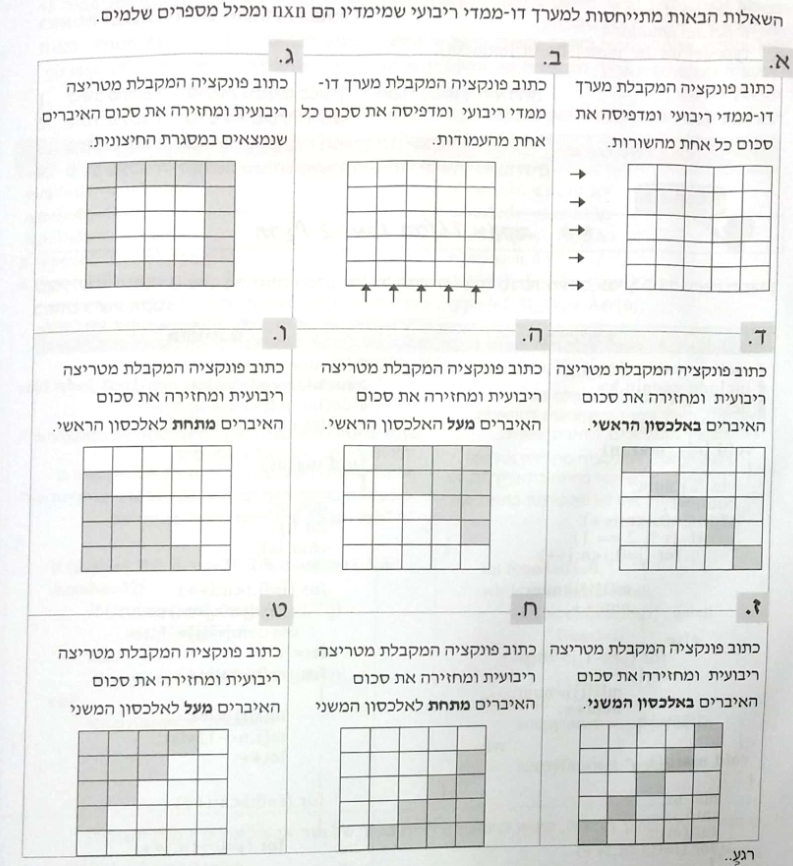 השאלות הבאות מתייחסות למערך דו-ממדי ריבועי שמימדיו הם nxn ומכיל מספרים שלמים.
א.
כתוב פונקציה המקבלת מערך
דו-ממדי ריבועי ומדפיסה את
סכום כל אחת מהשורות.
ב.
כתוב פונקציה המקבלת מערך דו-
ממדי ריבועי ומדפיסה את סכום כל
אחת מהעמודות.
ג.
כתוב פונקציה המקבלת מטריצה
ריבועית ומחזירה את סכום האיברים
שנמצאים במסגרת החיצונית.
ד.
כתוב פונקציה המקבלת מטריצה
ריבועית ומחזירה את סכום
האיברים באלכסון הראשי.
ה.
כתוב פונקציה המקבלת מטריצה
ריבועית ומחזירה את סכום
האיברים מעל האלכסון הראשי.
ו.
כתוב פונקציה המקבלת מטריצה
ריבועית ומחזירה את סכום
האיברים מתחת לאלכסון הראשי.
ז.
כתוב פונקציה המקבלת מטריצה
ריבועית ומחזירה את סכום
האיברים באלכסון המשני.
ח.
כתוב פונקציה המקבלת מטריצה
ריבועית ומחזירה את סכום
האיברים מתחת לאלכסון המשני
ט.
כתוב פונקציה המקבלת מטריצה
ריבועית ומחזירה את סכום
האיברים מעל לאלכסון המשני
רגע..